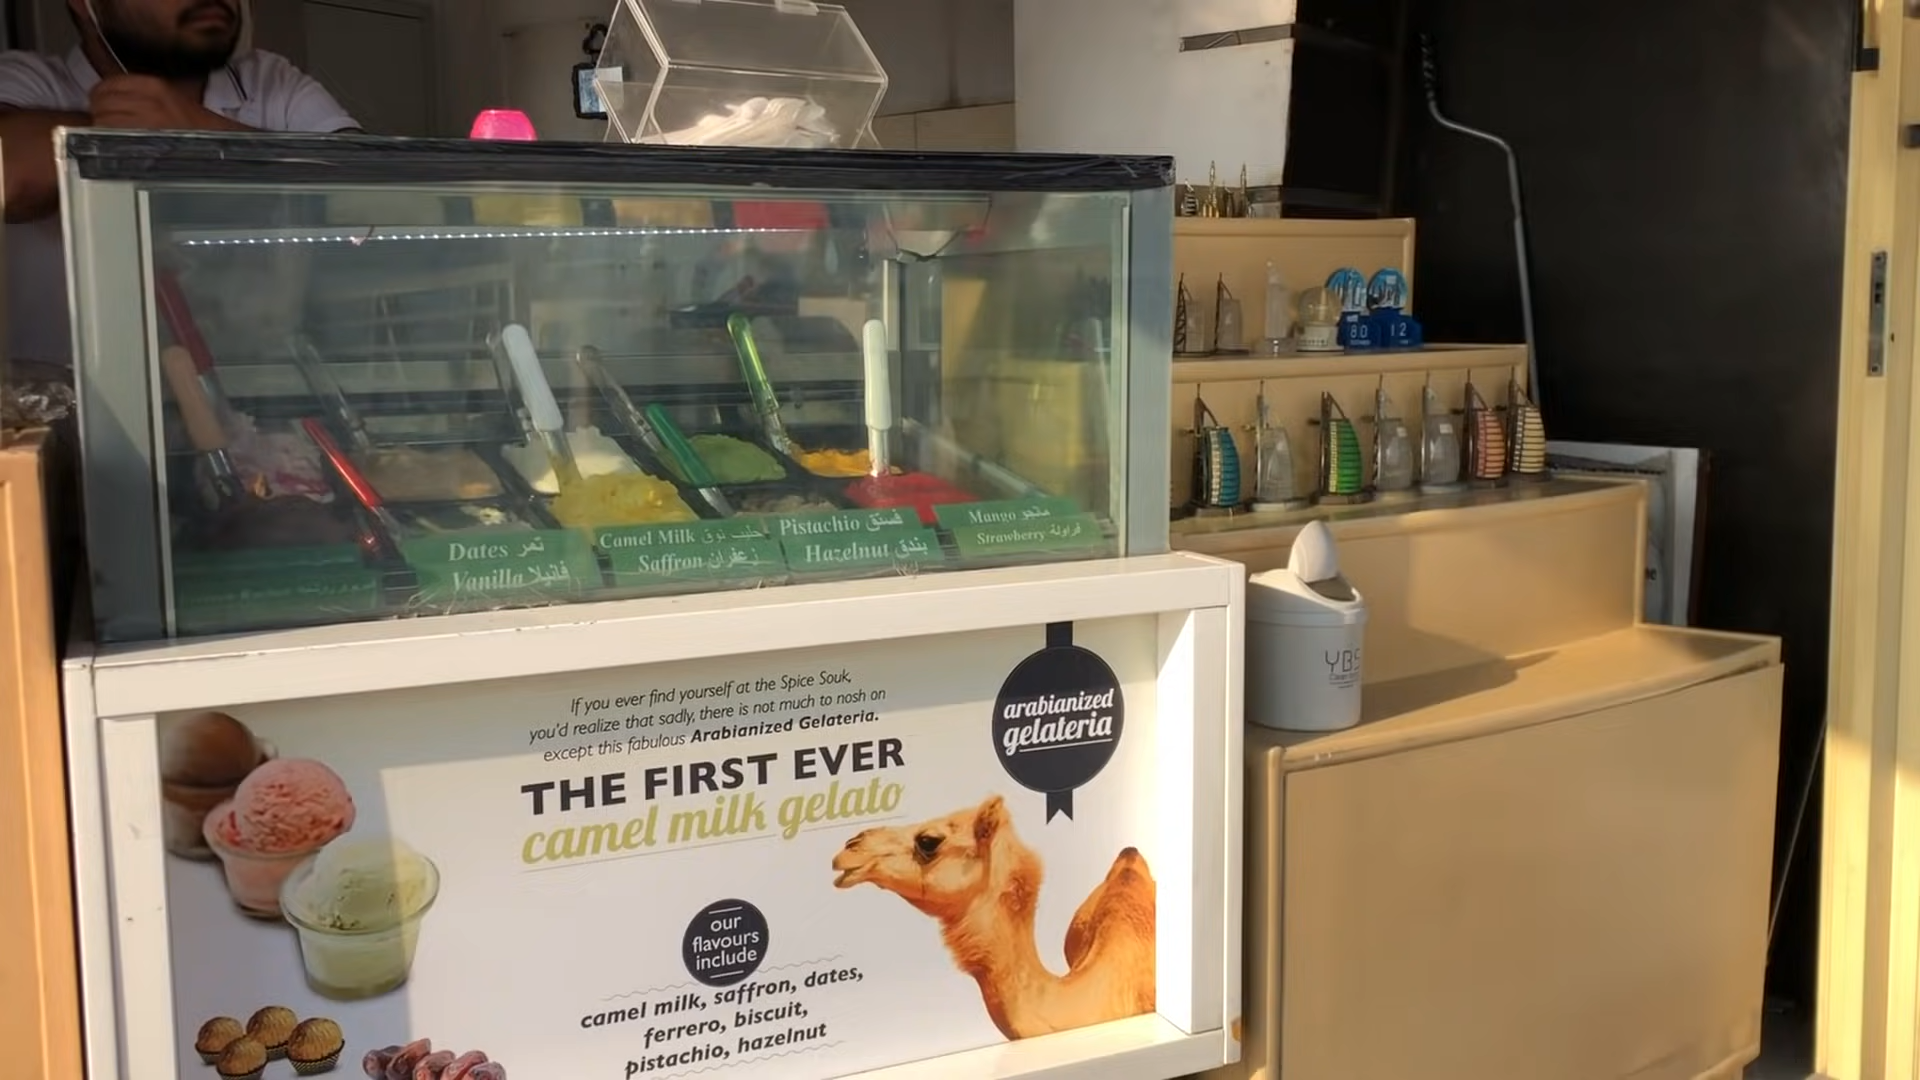 80
12
Dates تمر
Vanilla فانيلا
Camel Milk حليب نوق
Saffron زعفران
Pistachio فستق
Hazelnut بندق
Mango مانجو
Strawberry فراولة
If you ever find yourself at the Spice Souk,
you'd realize that sadly, there is not much to nosh on
except this fabulous Arabianized Gelateria.
THE FIRST EVER
camel milk gelato
arabianized
gelateria
our
flavours
include
camel milk, saffron, dates,
ferrero, biscuit,
pistachio, hazelnut